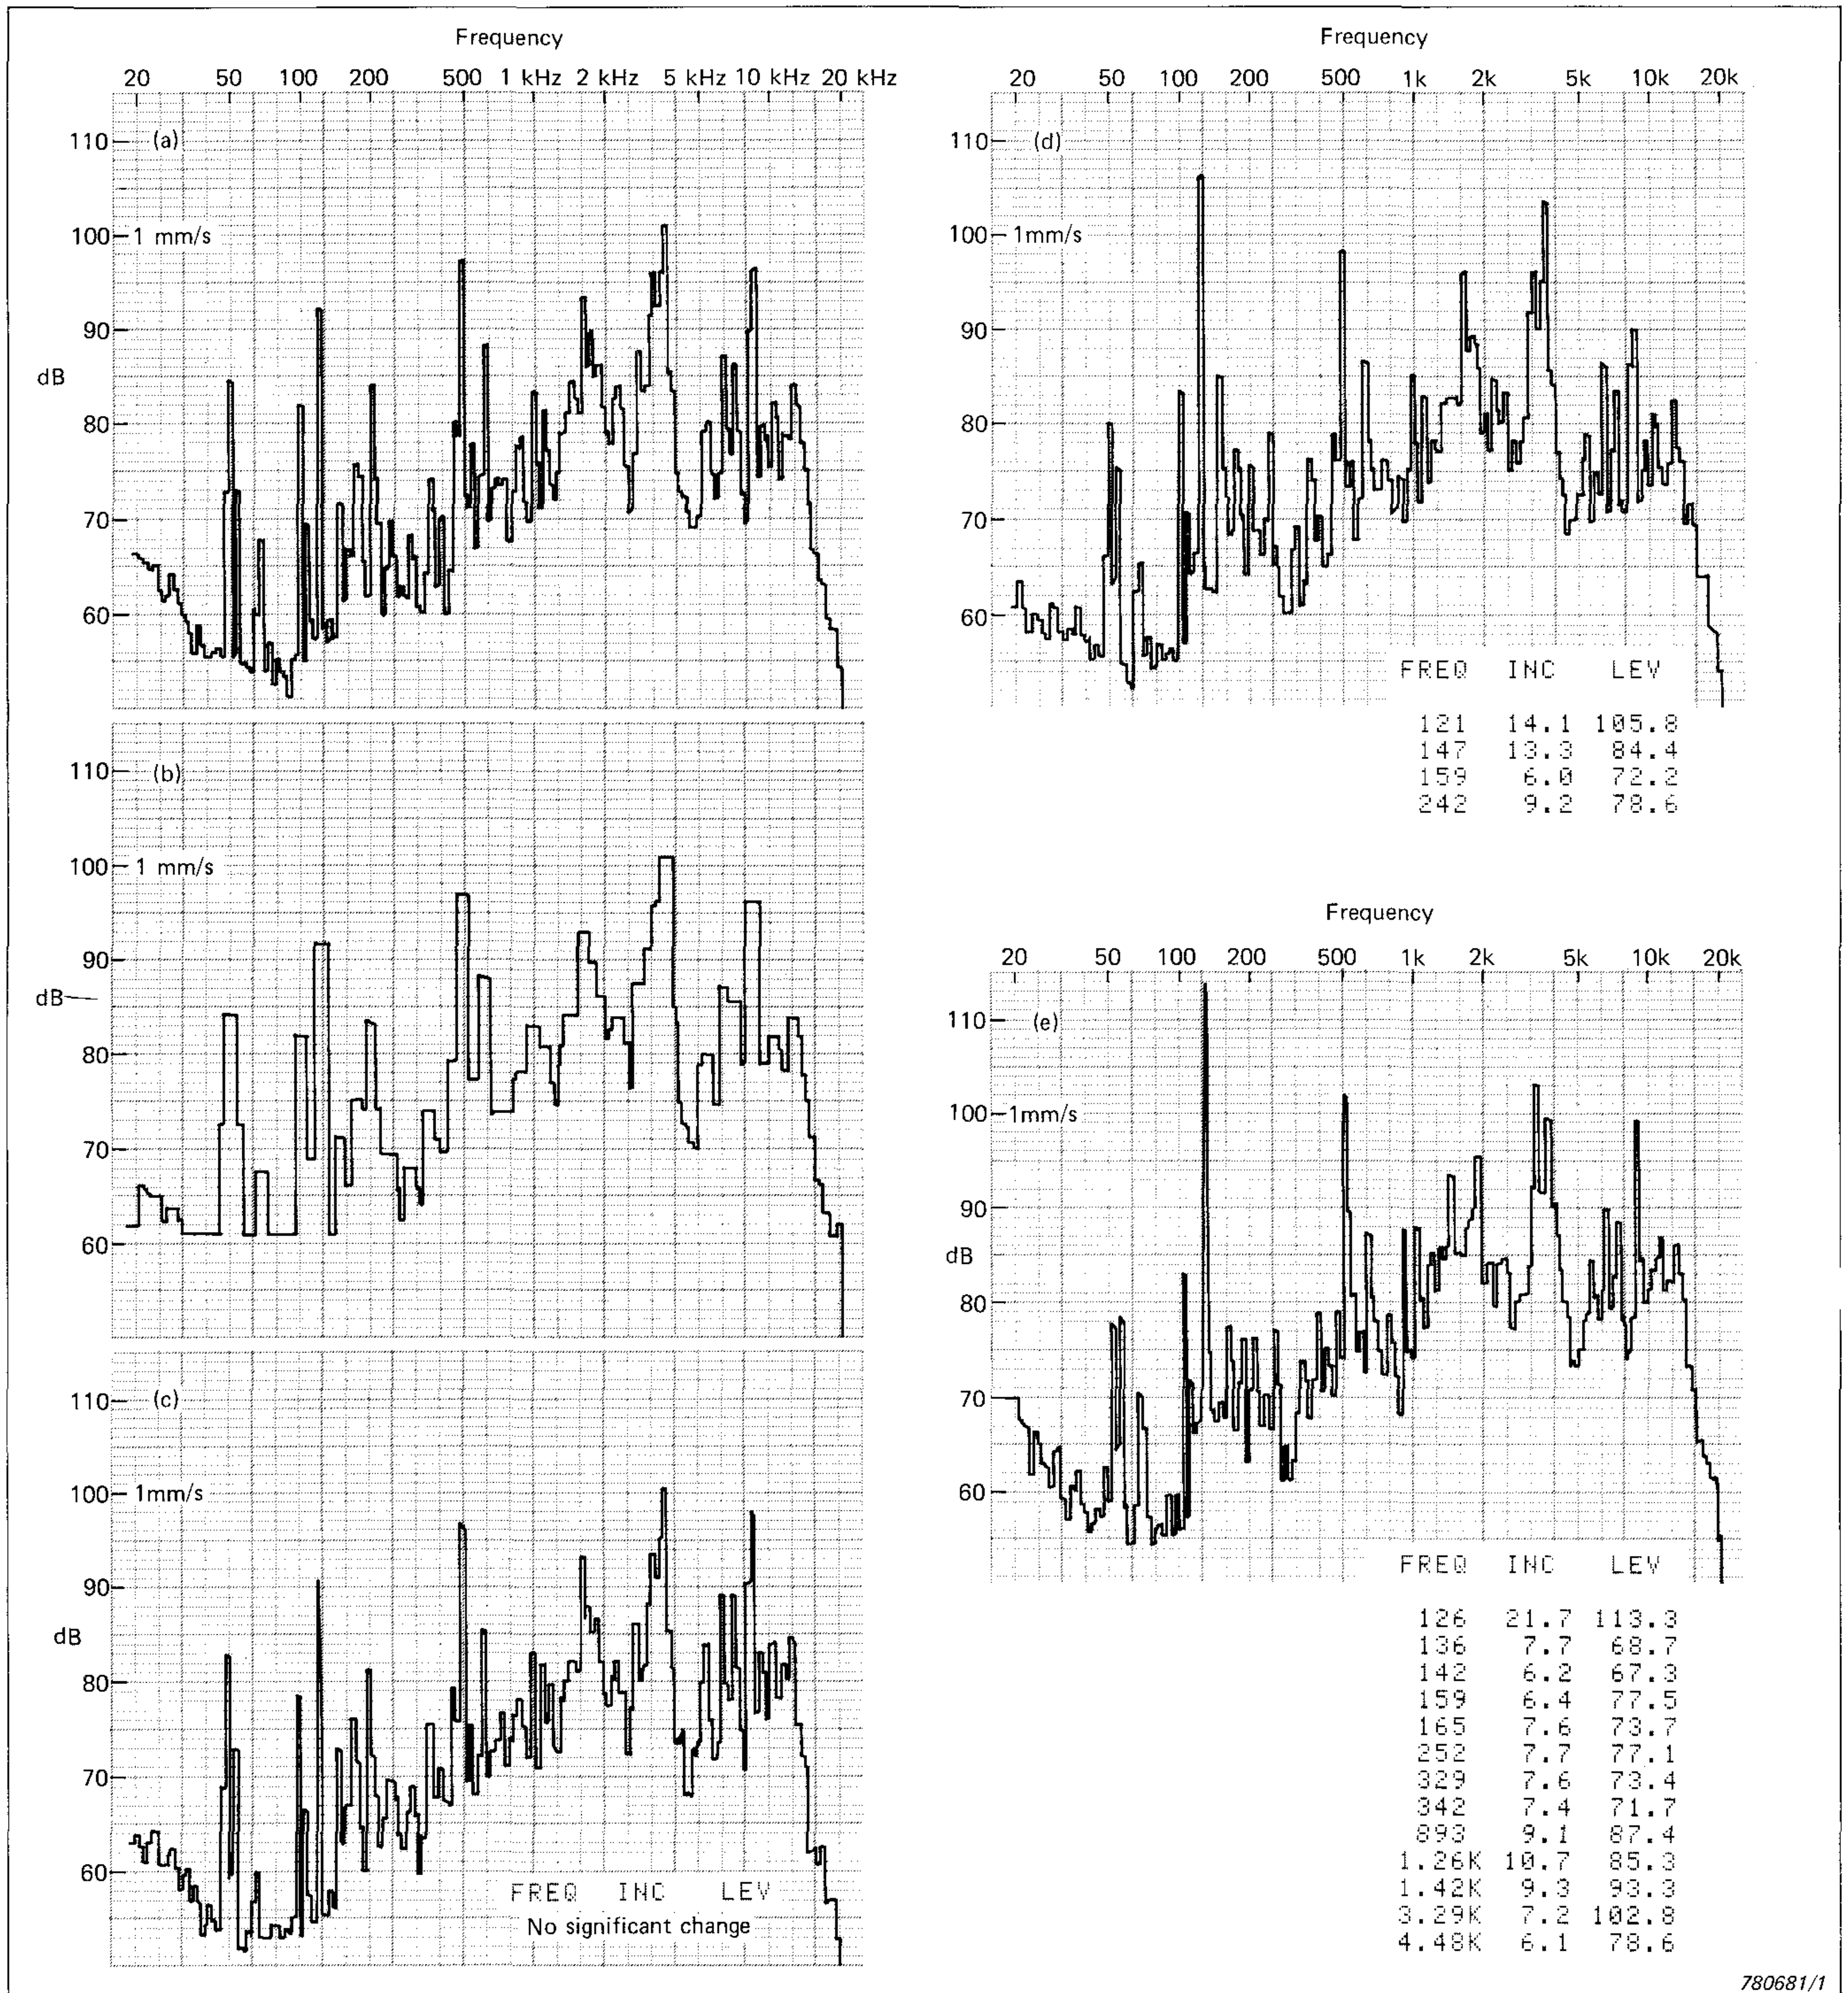 Frequency
20 50 100 200 500 1 kHz 2 kHz 5 kHz 10 kHz 20 kHz
110 (a)
100 1 mm/s
90
dB
80
70
60
110 (b)
100 1 mm/s
90
dB
80
70
60
110 (c)
100 1mm/s
90
dB
80
70
60
FREQ INC LEV
No significant change
Frequency
20 50 100 200 500 1k 2k 5k 10k 20k
110 (d)
100 1mm/s
90
80
70
60
FREQ INC LEV
121 14.1 105.8
147 13.3 84.4
159 6.0 72.2
242 9.2 78.6
Frequency
20 50 100 200 500 1k 2k 5k 10k 20k
110 (e)
100 1mm/s
90
dB
80
70
60
FREQ INC LEV
126 21.7 113.3
136 7.7 68.7
142 6.2 67.3
159 6.4 77.5
165 7.6 73.7
252 7.7 77.1
329 7.6 73.4
342 7.4 71.7
893 9.1 87.4
1.26K 10.7 85.3
1.42K 9.3 93.3
3.29K 7.2 102.8
4.48K 6.1 78.6
780681/1